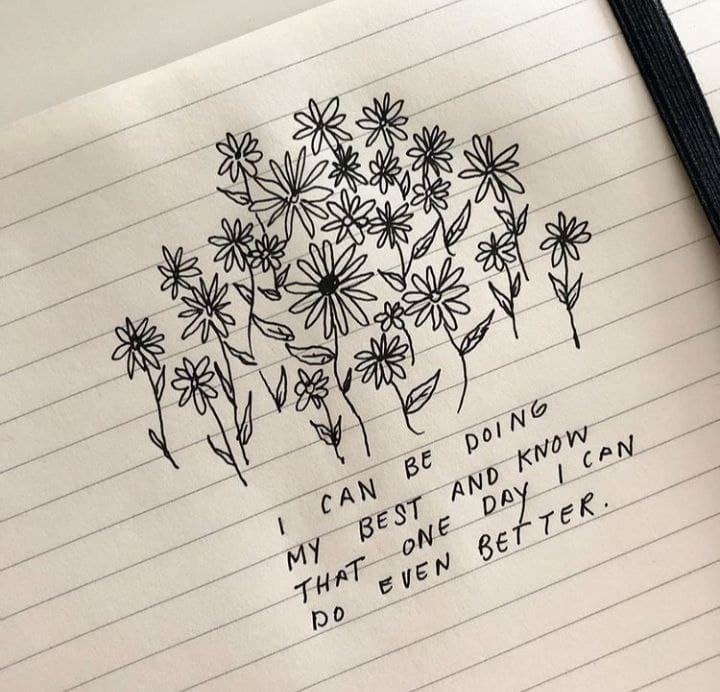 I CAN BE DOING
MY BEST AND KNOW
THAT ONE DAY I CAN
DO EVEN BETTER.